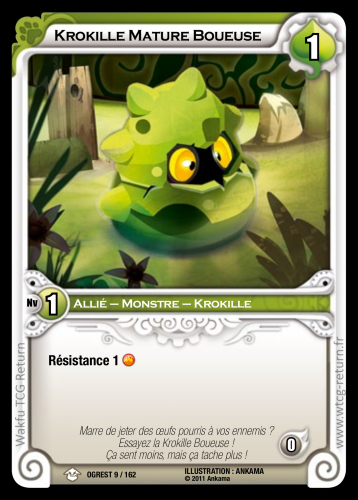 Krokille Mature Boueuse
1
Nv 1 Allié – Monstre – Krokille
Résistance 1
Marre de jeter des œufs pourris à vos ennemis ?
Essayez la Krokille Boueuse !
Ça sent moins, mais ça tache plus !
0
OGREST 9 / 162
ILLUSTRATION : ANKAMA
© 2011 Ankama
Wakfu TCG Return
www.wtcg-return.fr